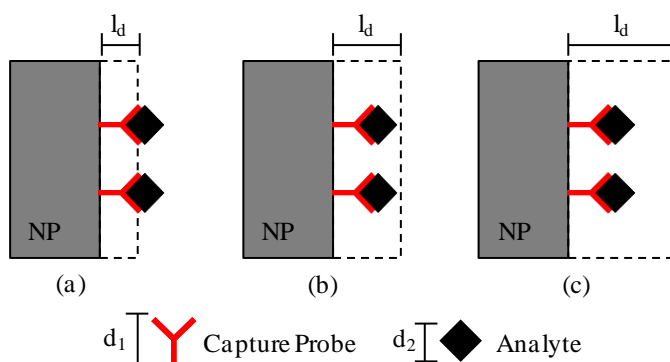 l_d l_d l_d
NP NP NP
(a) (b) (c)
d_1 Capture Probe d_2 Analyte